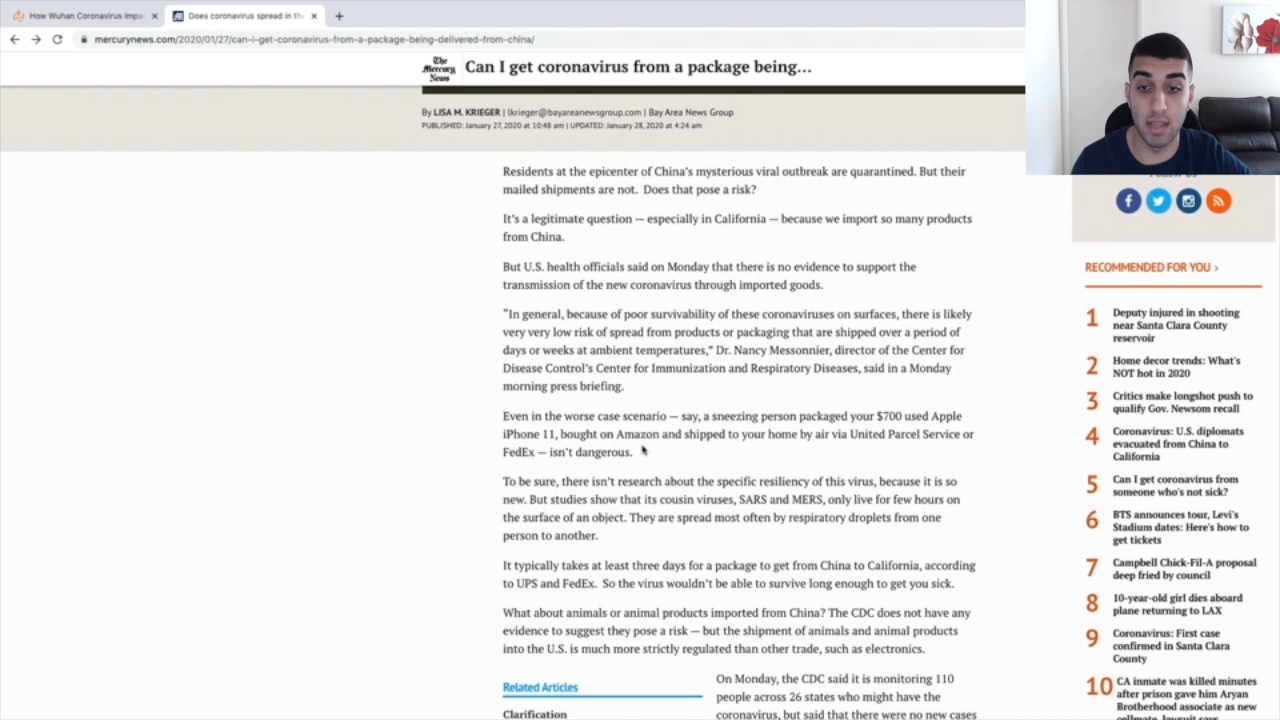 How Wuhan Coronavirus Impa
Does coronavirus spread in the
mercurynews.com/2020/01/27/can-i-get-coronavirus-from-a-package-being-delivered-from-china/
The
Mercury
News
Can I get coronavirus from a package being...
By LISA M. KRIEGER | lkrieger@bayareanewsgroup.com | Bay Area News Group
PUBLISHED: January 27, 2020 at 10:48 am | UPDATED: January 28, 2020 at 4:24 am
Residents at the epicenter of China's mysterious viral outbreak are quarantined. But their
mailed shipments are not. Does that pose a risk?
It's a legitimate question — especially in California — because we import so many products
from China.
But U.S. health officials said on Monday that there is no evidence to support the
transmission of the new coronavirus through imported goods.
"In general, because of poor survivability of these coronaviruses on surfaces, there is likely
very very low risk of spread from products or packaging that are shipped over a period of
days or weeks at ambient temperatures," Dr. Nancy Messonnier, director of the Center for
Disease Control's Center for Immunization and Respiratory Diseases, said in a Monday
morning press briefing.
Even in the worse case scenario — say, a sneezing person packaged your $700 used Apple
iPhone 11, bought on Amazon and shipped to your home by air via United Parcel Service or
FedEx — isn't dangerous.
To be sure, there isn't research about the specific resiliency of this virus, because it is so
new. But studies show that its cousin viruses, SARS and MERS, only live for few hours on
the surface of an object. They are spread most often by respiratory droplets from one
person to another.
It typically takes at least three days for a package to get from China to California, according
to UPS and FedEx. So the virus wouldn't be able to survive long enough to get you sick.
What about animals or animal products imported from China? The CDC does not have any
evidence to suggest they pose a risk — but the shipment of animals and animal products
into the U.S. is much more strictly regulated than other trade, such as electronics.
Related Articles
Clarification
On Monday, the CDC said it is monitoring 110
people across 26 states who might have the
coronavirus, but said that there were no new cases
Follow Us
RECOMMENDED FOR YOU ›
1 Deputy injured in shooting
near Santa Clara County
reservoir
2 Home decor trends: What's
NOT hot in 2020
3 Critics make longshot push to
qualify Gov. Newsom recall
4 Coronavirus: U.S. diplomats
evacuated from China to
California
5 Can I get coronavirus from
someone who's not sick?
6 BTS announces tour, Levi's
Stadium dates: Here's how to
get tickets
7 Campbell Chick-Fil-A proposal
deep fried by council
8 10-year-old girl dies aboard
plane returning to LAX
9 Coronavirus: First case
confirmed in Santa Clara
County
10 CA inmate was killed minutes
after prison gave him Aryan
Brotherhood associate as new
cellmate, lawsuit says